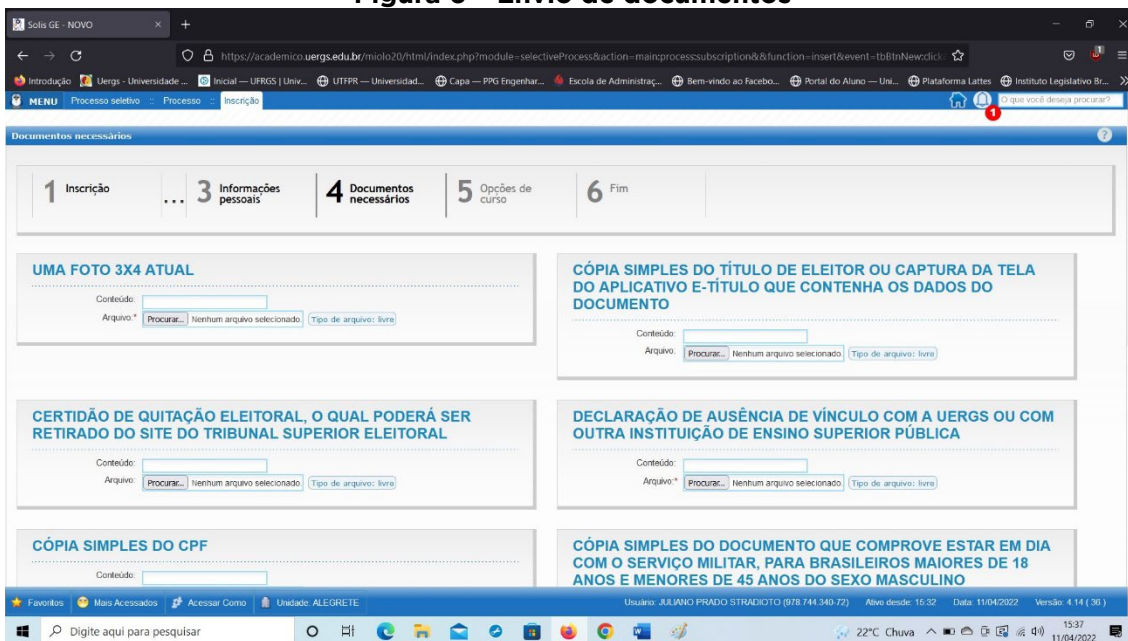 Figura 8 - Envio de documentos
Solis GE - NOVO
https://academico.uergs.edu.br/miolo20/html/index.php?module=selectiveProcess&action=main:process:subscription&&function=insert&event=tbBtnNew:click
Introdução Uergs - Universidade ... Inicial — UFRGS | Univ... UTFPR — Universidad... Capa — PPG Engenhar... Escola de Administraç... Bem-vindo ao Facebo... Portal do Aluno — Uni... Plataforma Lattes Instituto Legislativo Br...
MENU Processo seletivo :: Processo :: Inscrição O que você deseja procurar?
1
Documentos necessários ?
1 Inscrição ... 3 Informações pessoais 4 Documentos necessários 5 Opções de curso 6 Fim
UMA FOTO 3X4 ATUAL
Conteúdo:
Arquivo:* Procurar... Nenhum arquivo selecionado. Tipo de arquivo: livre
CÓPIA SIMPLES DO TÍTULO DE ELEITOR OU CAPTURA DA TELA
DO APLICATIVO E-TÍTULO QUE CONTENHA OS DADOS DO
DOCUMENTO
Conteúdo:
Arquivo: Procurar... Nenhum arquivo selecionado. Tipo de arquivo: livre
CERTIDÃO DE QUITAÇÃO ELEITORAL, O QUAL PODERÁ SER
RETIRADO DO SITE DO TRIBUNAL SUPERIOR ELEITORAL
Conteúdo:
Arquivo: Procurar... Nenhum arquivo selecionado. Tipo de arquivo: livre
DECLARAÇÃO DE AUSÊNCIA DE VÍNCULO COM A UERGS OU COM
OUTRA INSTITUIÇÃO DE ENSINO SUPERIOR PÚBLICA
Conteúdo:
Arquivo:* Procurar... Nenhum arquivo selecionado. Tipo de arquivo: livre
CÓPIA SIMPLES DO CPF
Conteúdo:
CÓPIA SIMPLES DO DOCUMENTO QUE COMPROVE ESTAR EM DIA
COM O SERVIÇO MILITAR, PARA BRASILEIROS MAIORES DE 18
ANOS E MENORES DE 45 ANOS DO SEXO MASCULINO
Favoritos Mais Acessados Acessar Como Unidade: ALEGRETE Usuário: JULIANO PRADO STRADIOTO (978.744.340-72) Ativo desde: 15:32 Data: 11/04/2022 Versão: 4.14 ( 36 )
Digite aqui para pesquisar 22°C Chuva 15:37
11/04/2022